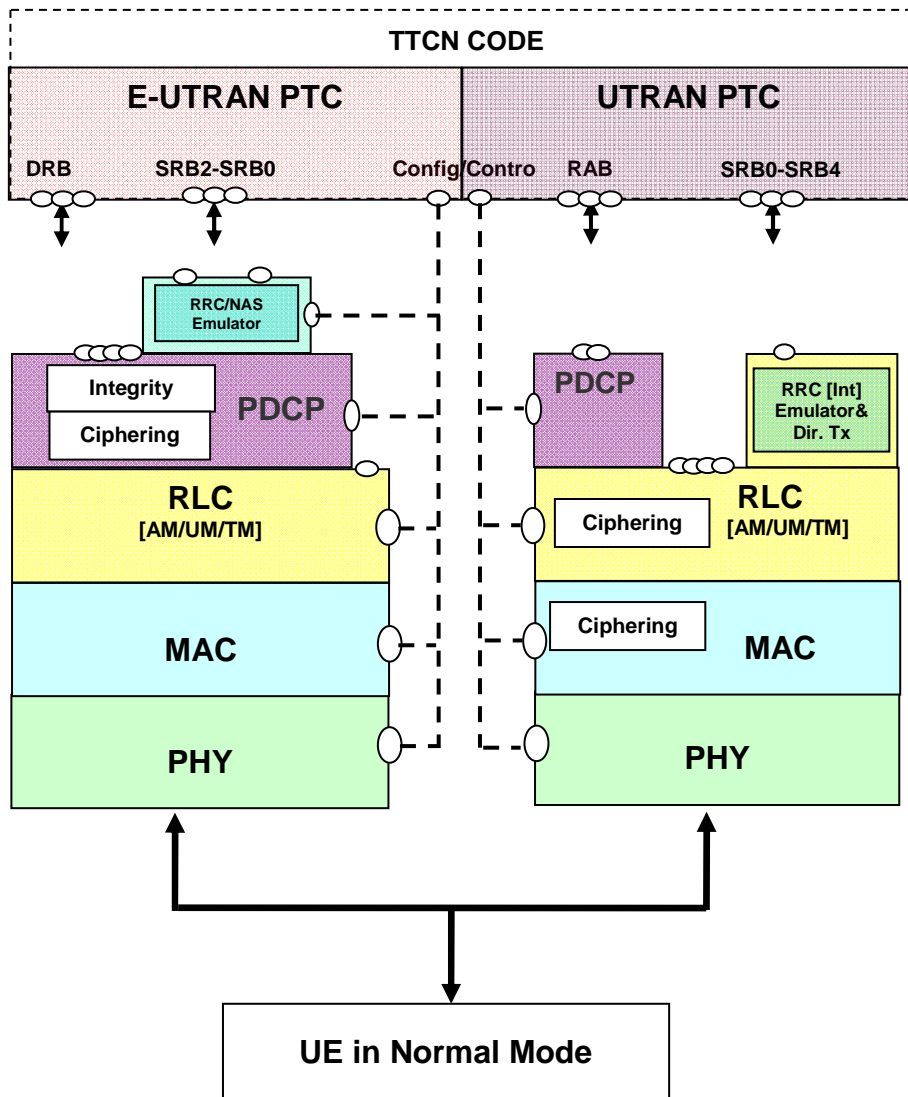 TTCN CODE
E-UTRAN PTC
UTRAN PTC
DRB
SRB2-SRB0
Config/Contro
RAB
SRB0-SRB4
RRC/NAS
Emulator
Integrity
Ciphering
PDCP
PDCP
RRC [Int]
Emulator&
Dir. Tx
RLC
[AM/UM/TM]
Ciphering
RLC
[AM/UM/TM]
MAC
Ciphering
MAC
PHY
PHY
UE in Normal Mode